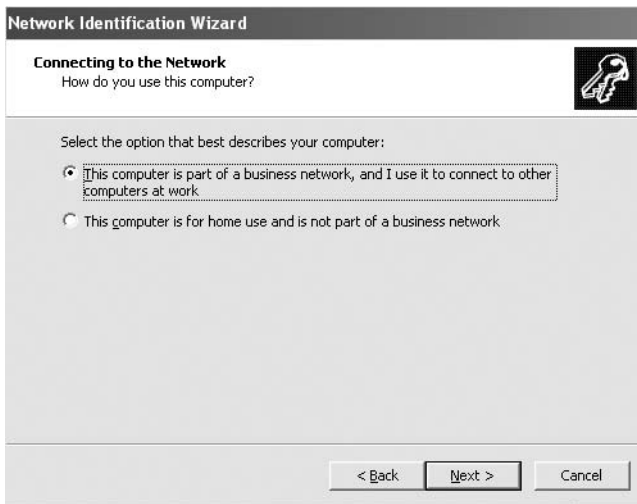 Network Identification Wizard
Connecting to the Network
How do you use this computer?
Select the option that best describes your computer:
This computer is part of a business network, and I use it to connect to other
computers at work
This computer is for home use and is not part of a business network
< Back
Next >
Cancel